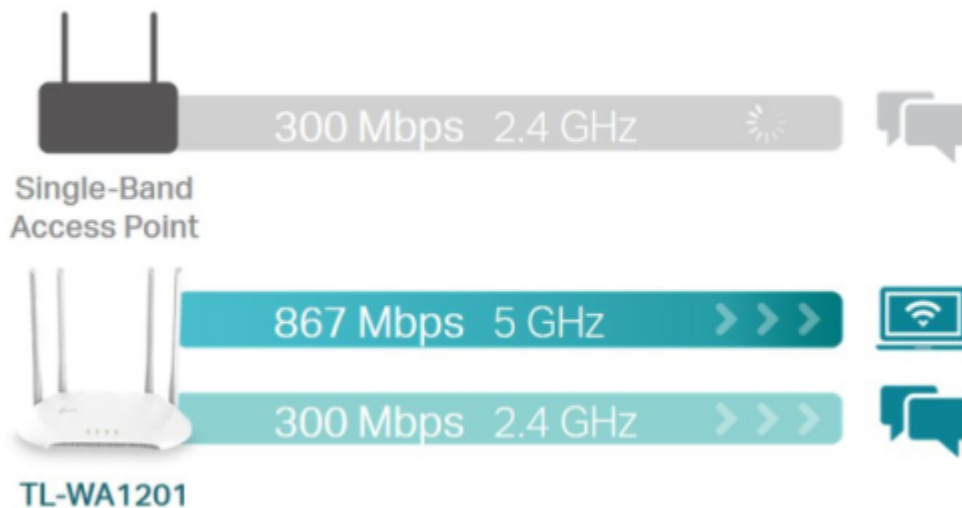 300 Mbps 2.4 GHz
Single-Band
Access Point
867 Mbps 5 GHz
300 Mbps 2.4 GHz
TL-WA1201